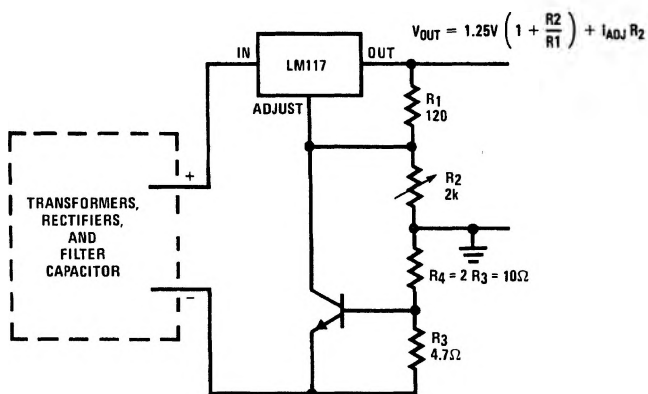 V_OUT = 1.25V (1 + R2/R1) + I_ADJ R2
IN
LM117
OUT
ADJUST
R1
120
R2
2k
+
TRANSFORMERS,
RECTIFIERS,
AND
FILTER
CAPACITOR
−
R4 = 2 R3 = 10Ω
R3
4.7Ω